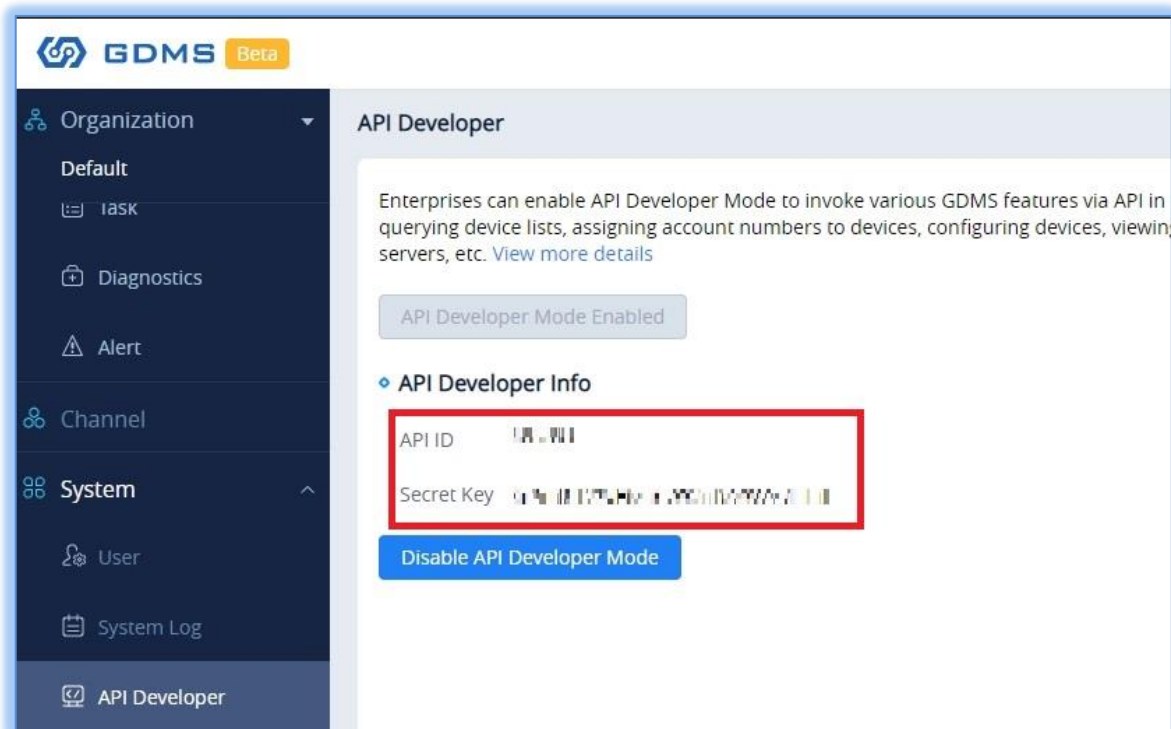 GDMS Beta
Organization
Default
Task
Diagnostics
Alert
Channel
System
User
System Log
API Developer
API Developer
Enterprises can enable API Developer Mode to invoke various GDMS features via API in
querying device lists, assigning account numbers to devices, configuring devices, viewing
servers, etc. View more details
API Developer Mode Enabled
API Developer Info
API ID
Secret Key
Disable API Developer Mode